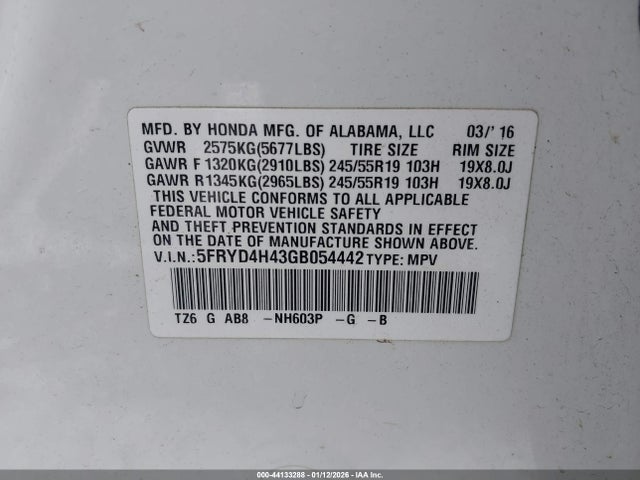 MFD. BY HONDA MFG. OF ALABAMA, LLC 03/' 16
GVWR 2575KG(5677LBS) TIRE SIZE RIM SIZE
GAWR F 1320KG(2910LBS) 245/55R19 103H 19X8.0J
GAWR R1345KG(2965LBS) 245/55R19 103H 19X8.0J
THIS VEHICLE CONFORMS TO ALL APPLICABLE
FEDERAL MOTOR VEHICLE SAFETY
AND THEFT PREVENTION STANDARDS IN EFFECT
ON THE DATE OF MANUFACTURE SHOWN ABOVE.
V.I.N.: 5FRYD4H43GB054442 TYPE: MPV
TZ6 G AB8 -NH603P -G -B
000-44133288 - 01/12/2026 - IAA Inc.